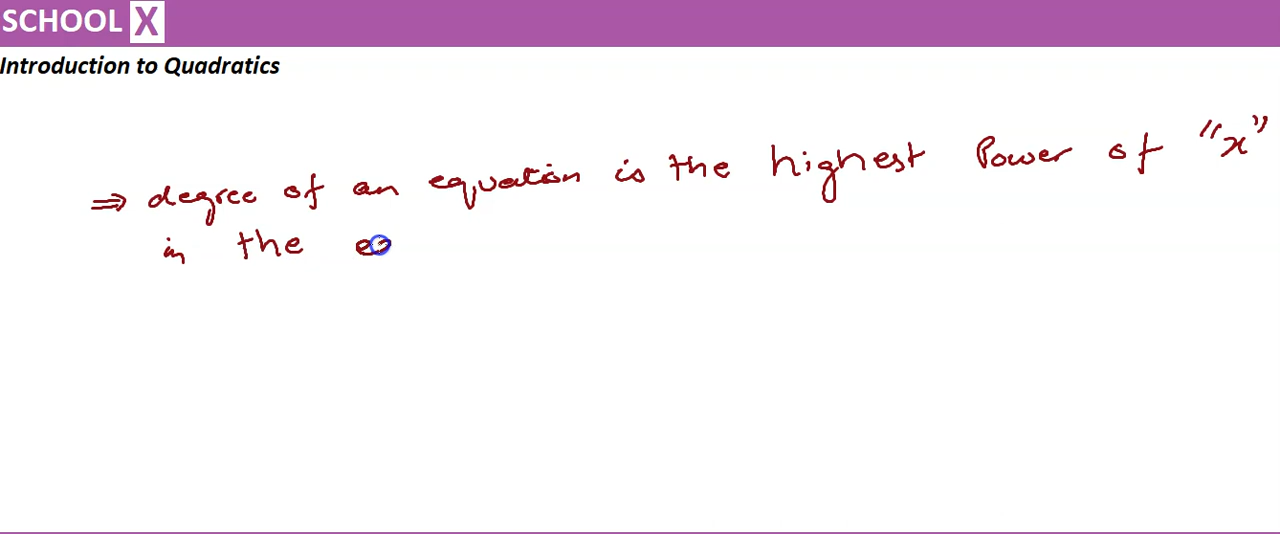 SCHOOL X
Introduction to Quadratics
⇒ degree of an equation is the highest Power of "x"
in the